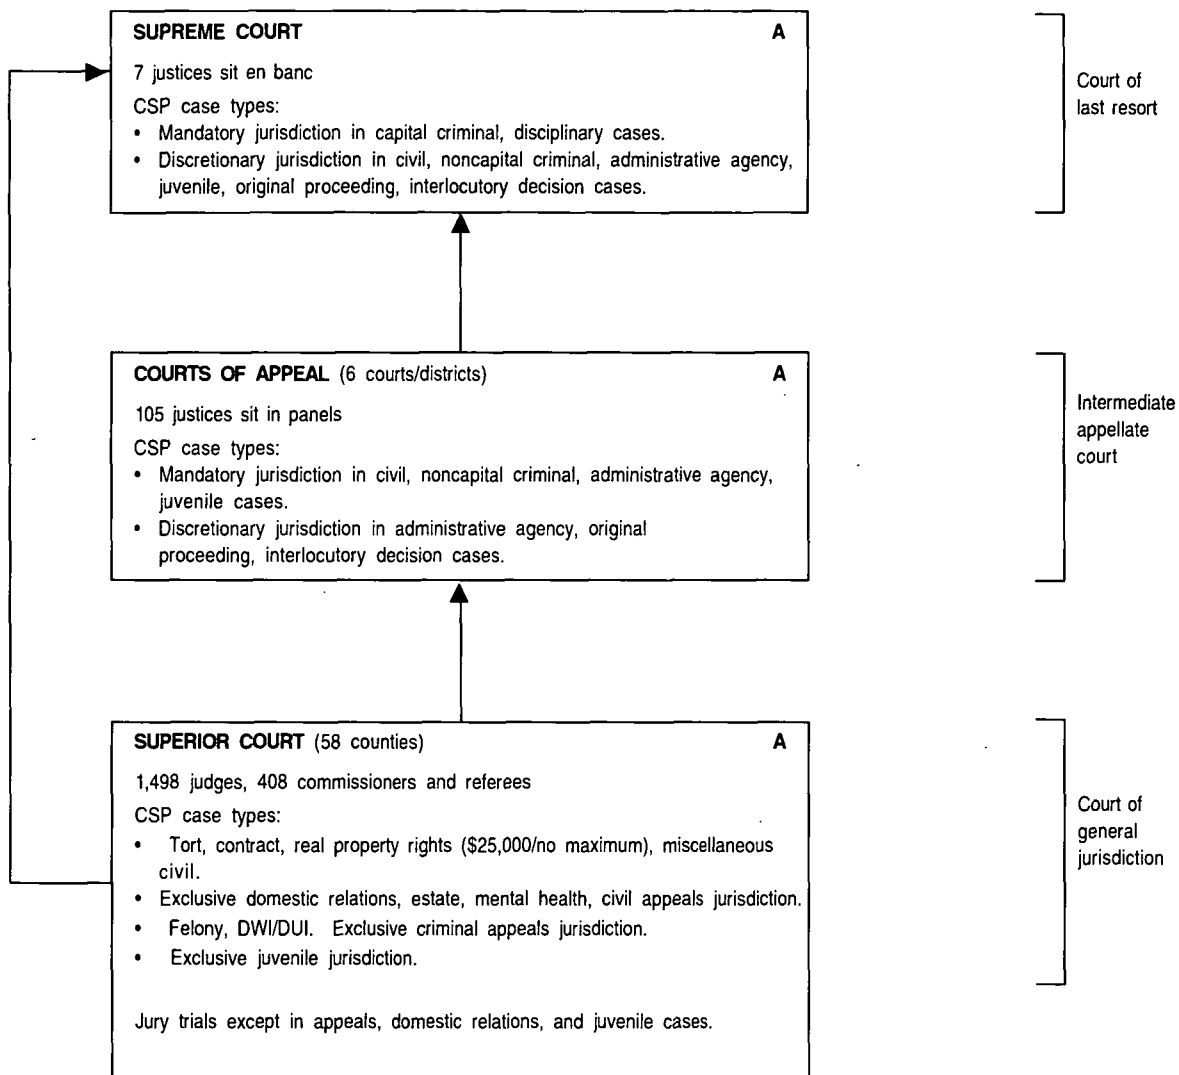 SUPREME COURT A
7 justices sit en banc
CSP case types:
• Mandatory jurisdiction in capital criminal, disciplinary cases.
• Discretionary jurisdiction in civil, noncapital criminal, administrative agency,
juvenile, original proceeding, interlocutory decision cases.
Court of
last resort
COURTS OF APPEAL (6 courts/districts) A
105 justices sit in panels
CSP case types:
• Mandatory jurisdiction in civil, noncapital criminal, administrative agency,
juvenile cases.
• Discretionary jurisdiction in administrative agency, original
proceeding, interlocutory decision cases.
Intermediate
appellate
court
SUPERIOR COURT (58 counties) A
1,498 judges, 408 commissioners and referees
CSP case types:
• Tort, contract, real property rights ($25,000/no maximum), miscellaneous
civil.
• Exclusive domestic relations, estate, mental health, civil appeals jurisdiction.
• Felony, DWI/DUI. Exclusive criminal appeals jurisdiction.
• Exclusive juvenile jurisdiction.
Jury trials except in appeals, domestic relations, and juvenile cases.
Court of
general
jurisdiction